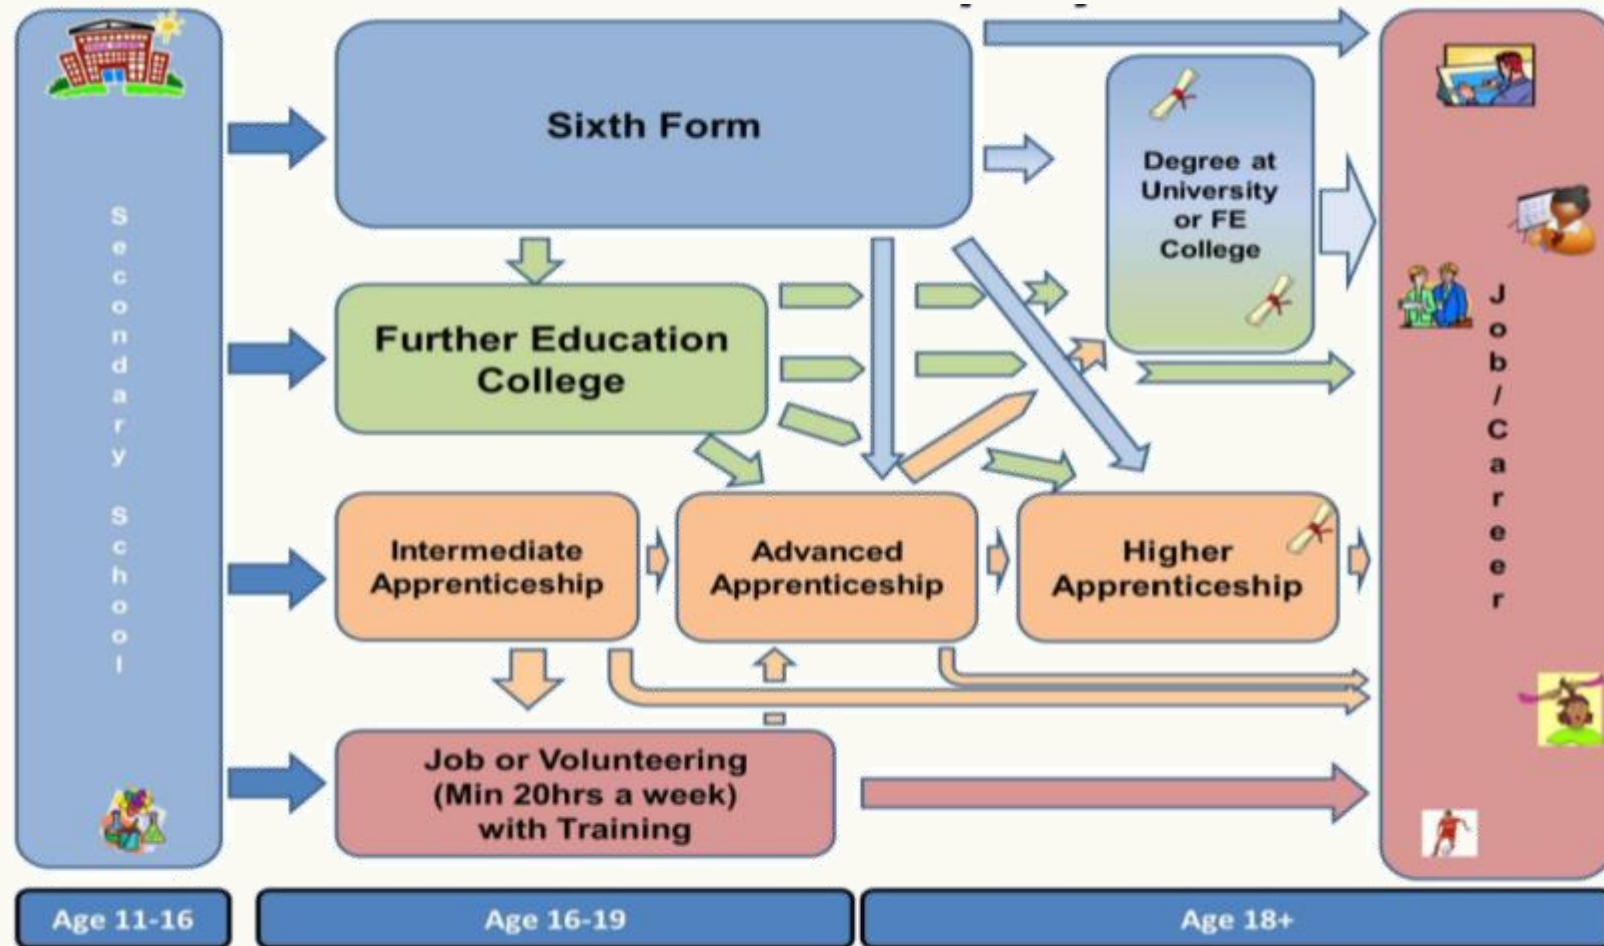 Secondary School
Sixth Form
Degree at
University
or FE
College
Further Education
College
Intermediate
Apprenticeship
Advanced
Apprenticeship
Higher
Apprenticeship
Job or Volunteering
(Min 20hrs a week)
with Training
Job/Career
Age 11-16
Age 16-19
Age 18+